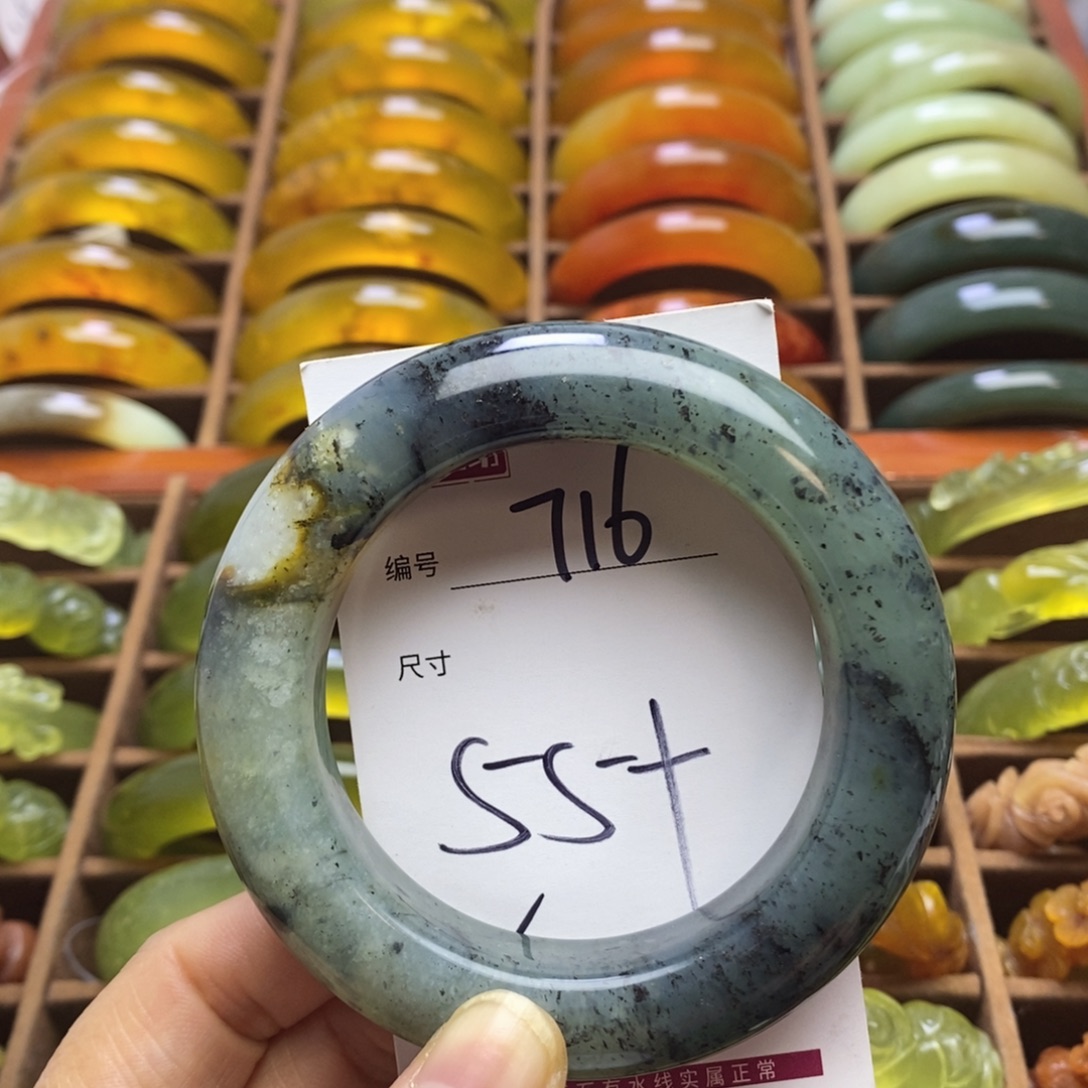 编号 716
尺寸
55+
有水线实属正常